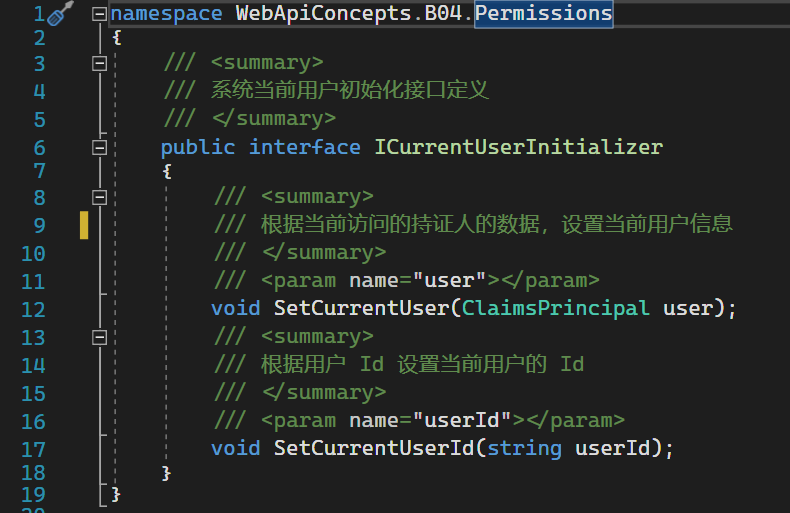 1 namespace WebApiConcepts.B04.Permissions
2 {
3 /// <summary>
4 /// 系统当前用户初始化接口定义
5 /// </summary>
6 public interface ICurrentUserInitializer
7 {
8 /// <summary>
9 /// 根据当前访问的持证人的数据，设置当前用户信息
10 /// </summary>
11 /// <param name="user"></param>
12 void SetCurrentUser(ClaimsPrincipal user);
13 /// <summary>
14 /// 根据用户 Id 设置当前用户的 Id
15 /// </summary>
16 /// <param name="userId"></param>
17 void SetCurrentUserId(string userId);
18 }
19 }